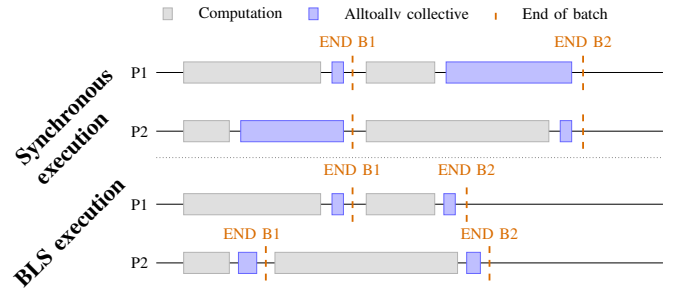 Computation Alltoallv collective End of batch
END B1 END B2
P1
Synchronous
execution
P2
END B1 END B2
P1
BLS execution
END B1 END B2
P2